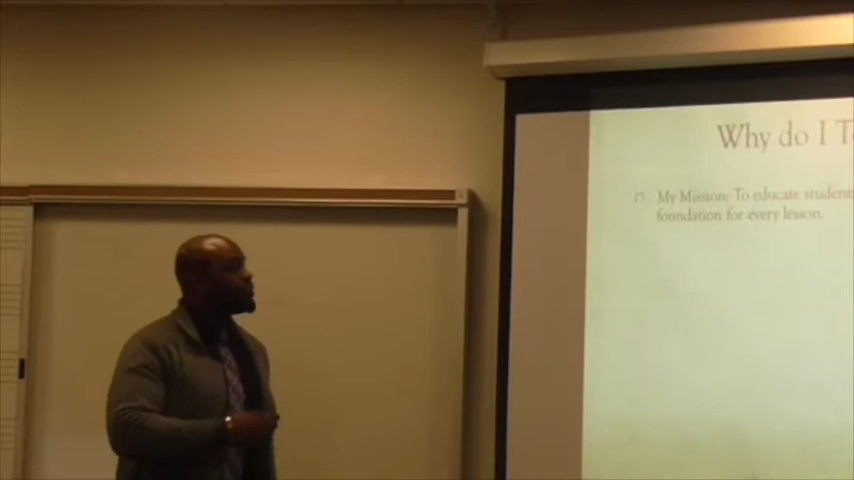 Why do I T
My Mission: To educate student
foundation for every lesson.